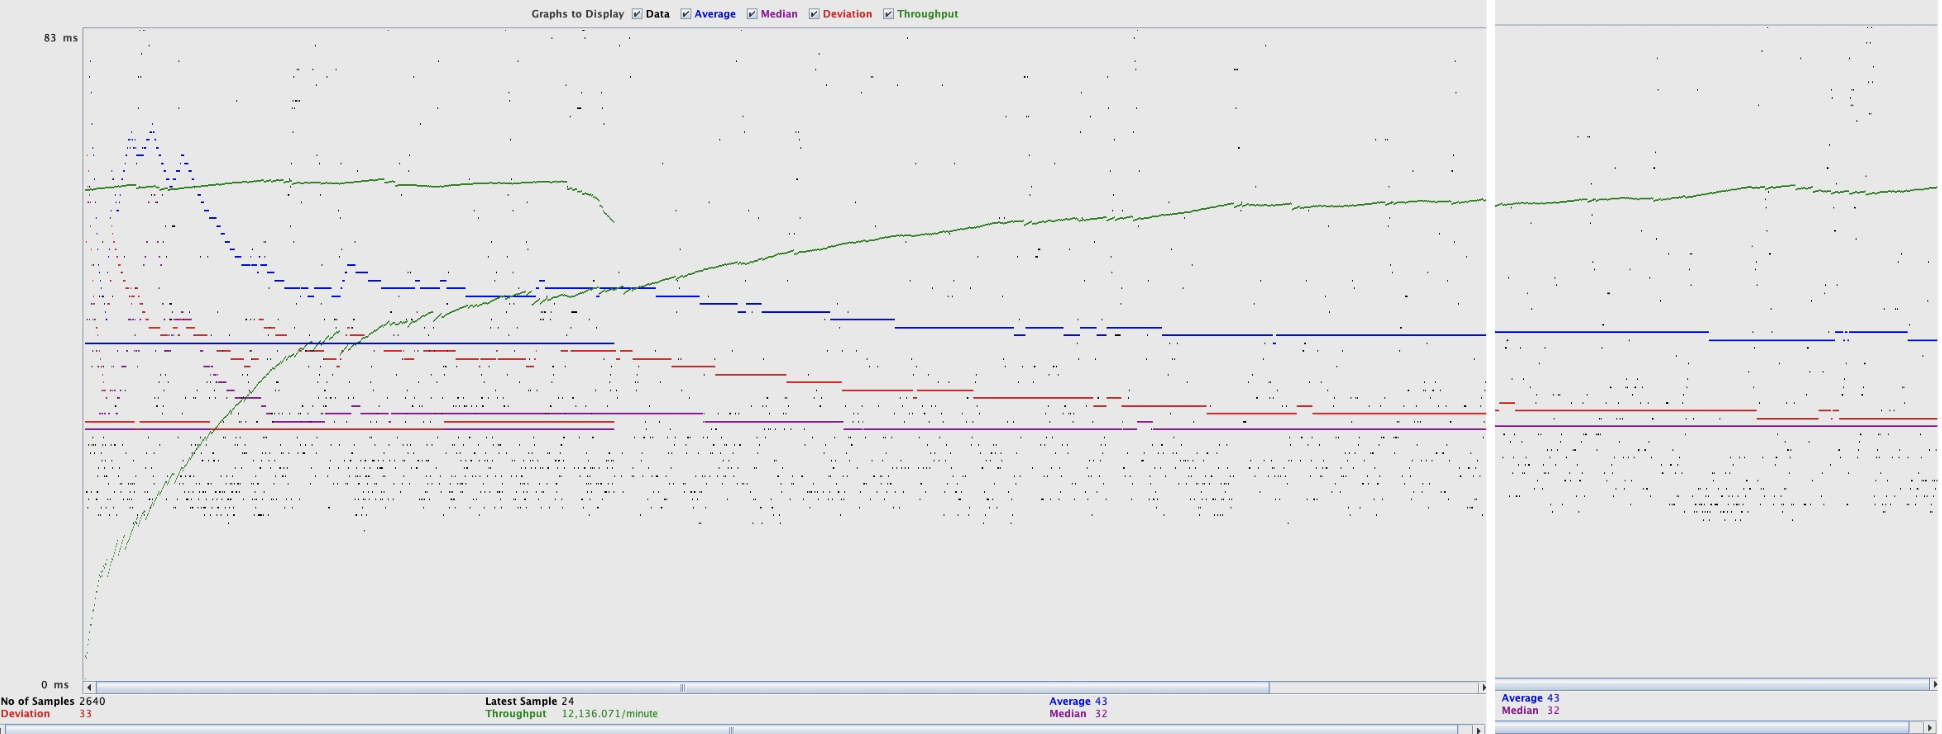 Graphs to Display Data Average Median Deviation Throughput
83 ms
0 ms
No of Samples 2640 Latest Sample 24 Average 43
Deviation 33 Throughput 12,136.071/minute Median 32
Average 43
Median 32